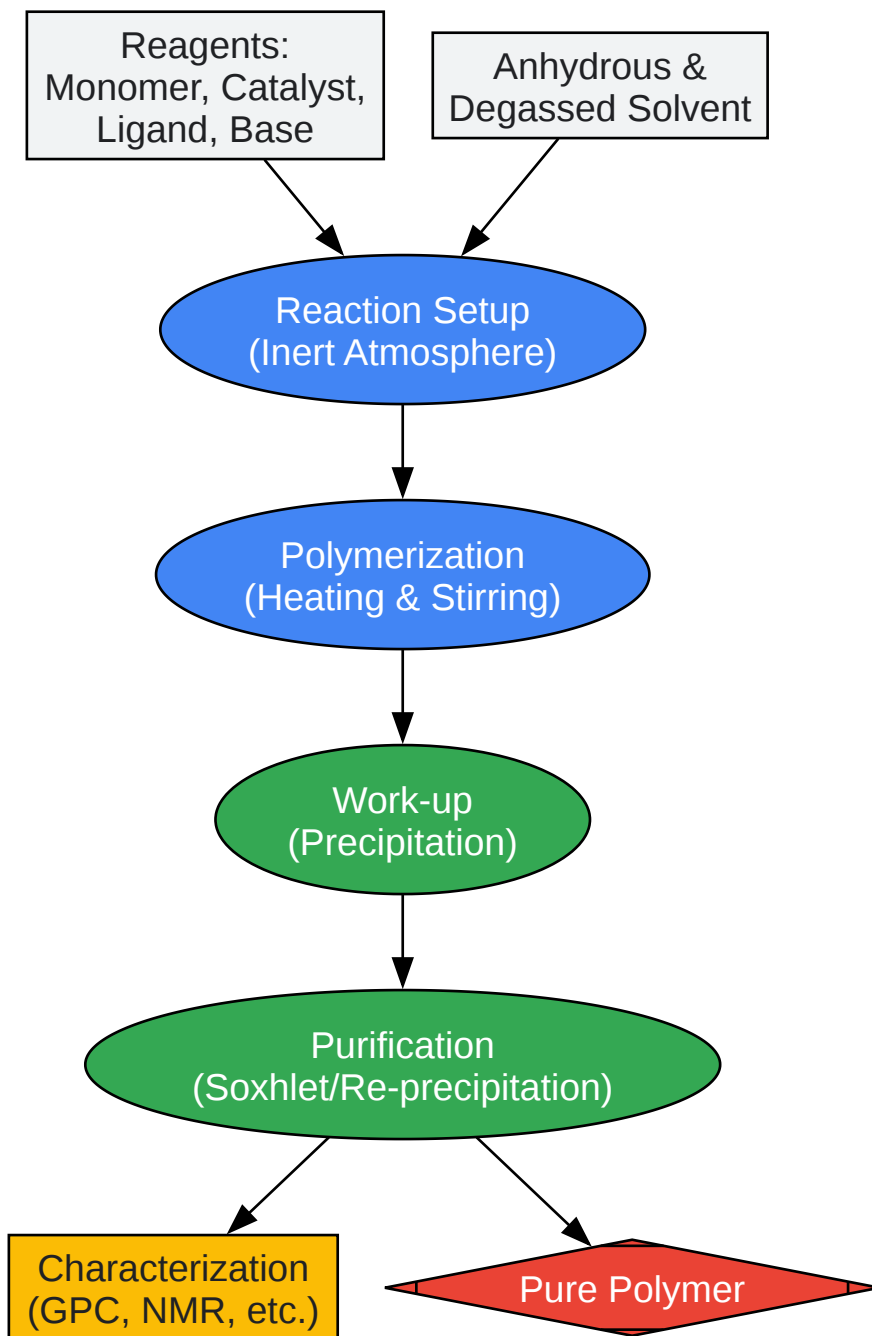 Reagents:
Monomer, Catalyst,
Ligand, Base
Anhydrous &
Degassed Solvent
Reaction Setup
(Inert Atmosphere)
Polymerization
(Heating & Stirring)
Work-up
(Precipitation)
Purification
(Soxhlet/Re-precipitation)
Characterization
(GPC, NMR, etc.)
Pure Polymer